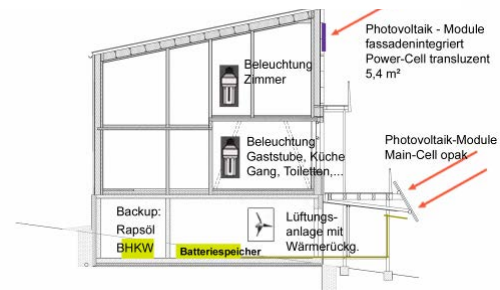 Photovoltaik - Module
fassadenintegriert
Power-Cell transluzent
5,4 m²
Beleuchtung
Zimmer
Beleuchtung
Gaststube, Küche
Gang, Toiletten,...
Photovoltaik-Module
Main-Cell opak
Backup:
Rapsöl
BHKW
Batteriespeicher
Lüftungs-
anlage mit
Wärmerückg.